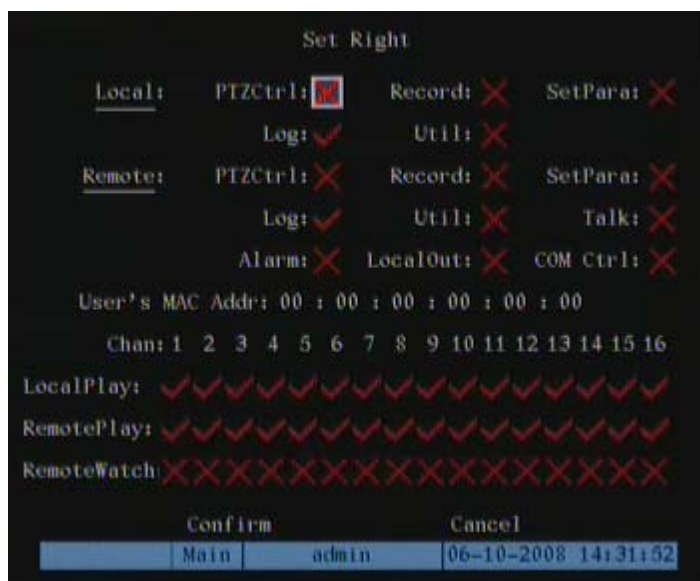 Set Right
Local: PTZCtrl: Record: SetPara:
Log: Util:
Remote: PTZCtrl: Record: SetPara:
Log: Util: Talk:
Alarm: LocalOut: COM Ctrl:
User's MAC Addr: 00 : 00 : 00 : 00 : 00 : 00
Chan: 1 2 3 4 5 6 7 8 9 10 11 12 13 14 15 16
LocalPlay:
RemotePlay:
RemoteWatch:
Confirm Cancel
Main admin 06-10-2008 14:31:52